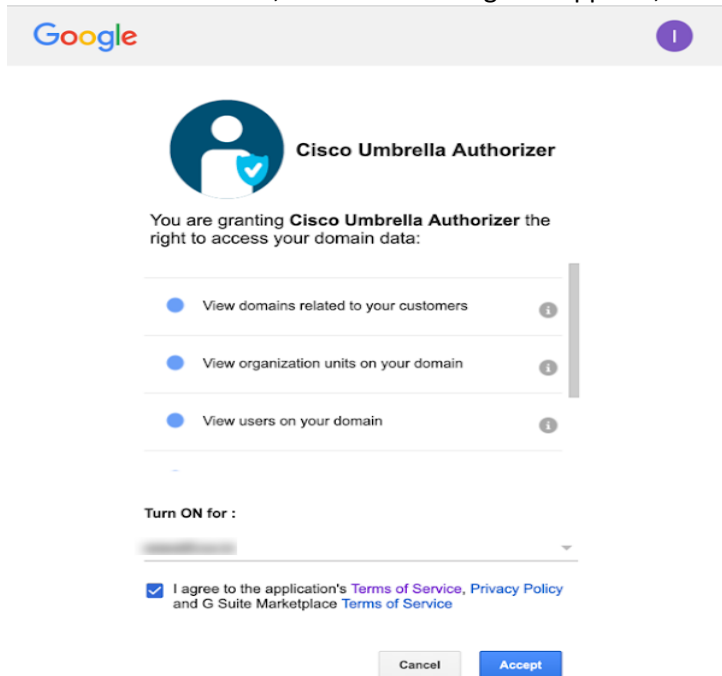 Google
I
Cisco Umbrella Authorizer
You are granting Cisco Umbrella Authorizer the
right to access your domain data:
View domains related to your customers
View organization units on your domain
View users on your domain
Turn ON for :
I agree to the application's Terms of Service, Privacy Policy
and G Suite Marketplace Terms of Service
Cancel Accept